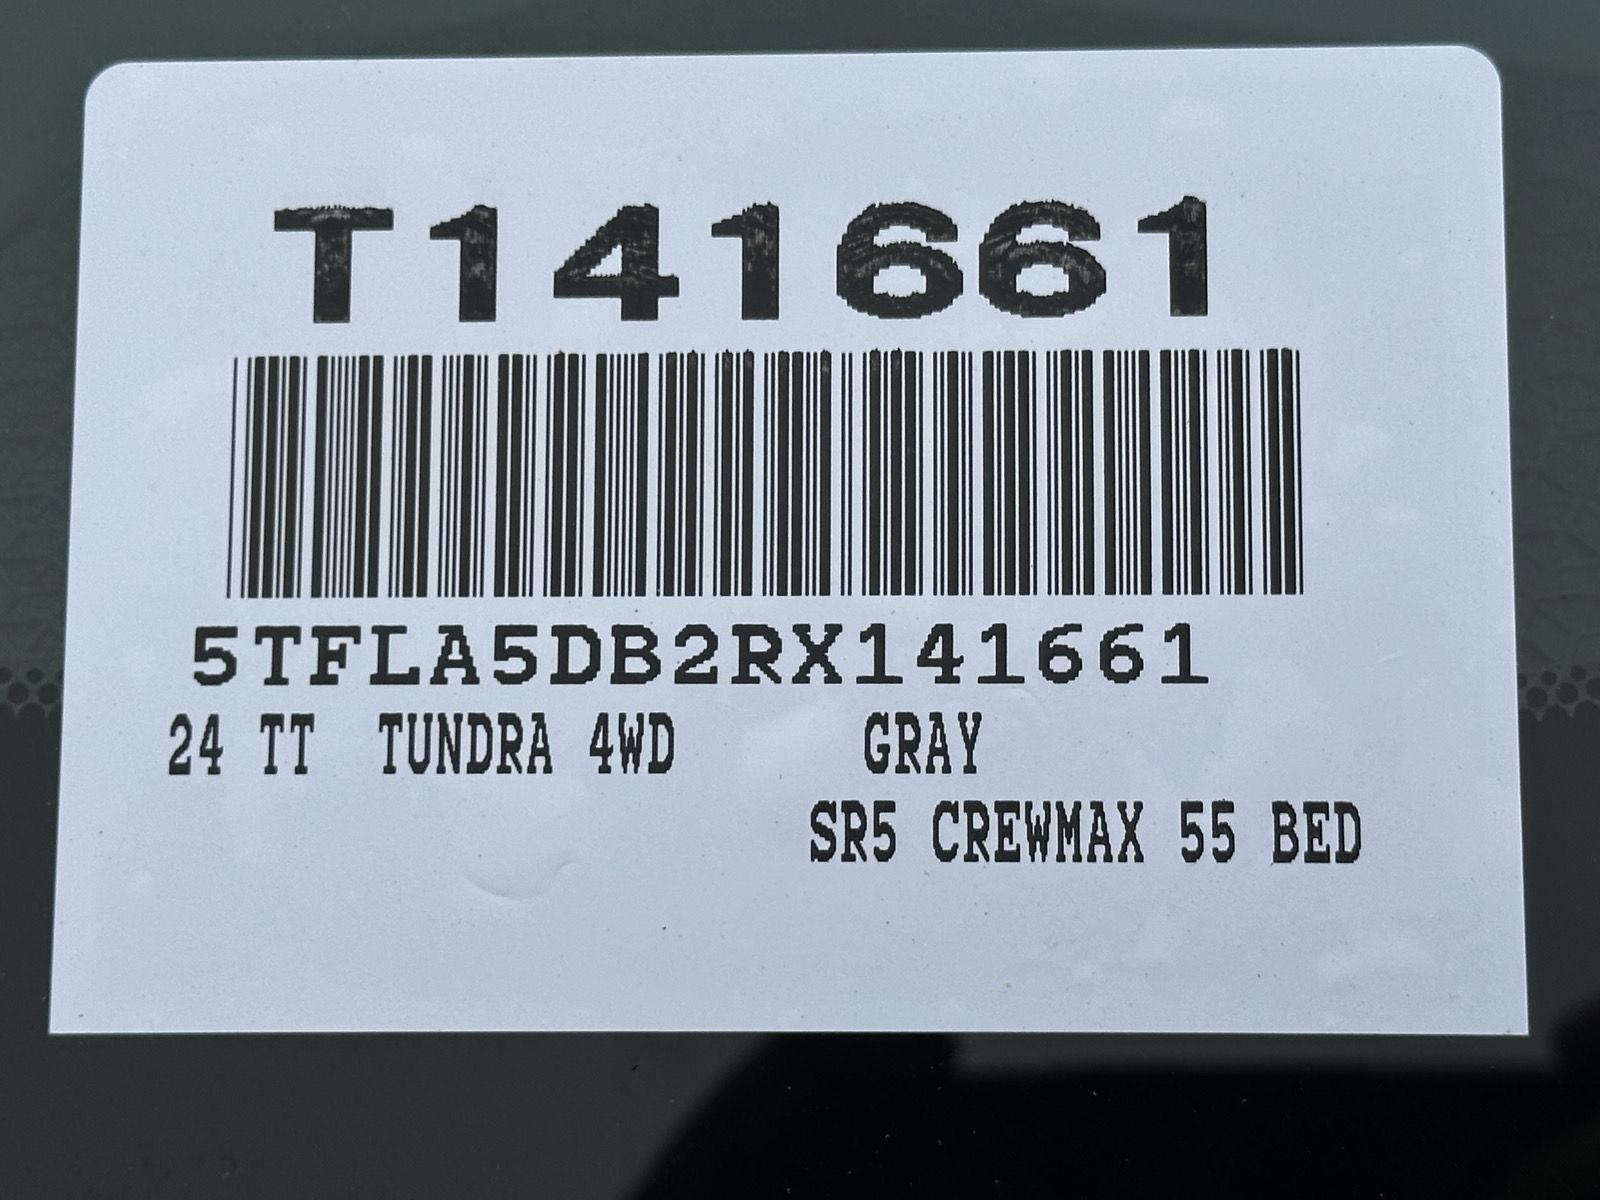 T141661
5TFLA5DB2RX141661
24 TT TUNDRA 4WD GRAY
SR5 CREWMAX 55 BED